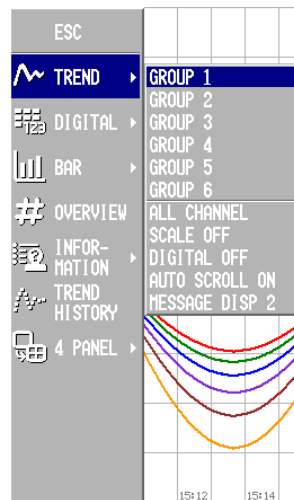 ESC
TREND
DIGITAL
123
BAR
OVERVIEW
INFOR-
MATION
TREND
HISTORY
4 PANEL
GROUP 1
GROUP 2
GROUP 3
GROUP 4
GROUP 5
GROUP 6
ALL CHANNEL
SCALE OFF
DIGITAL OFF
AUTO SCROLL ON
MESSAGE DISP 2
15:12
15:14